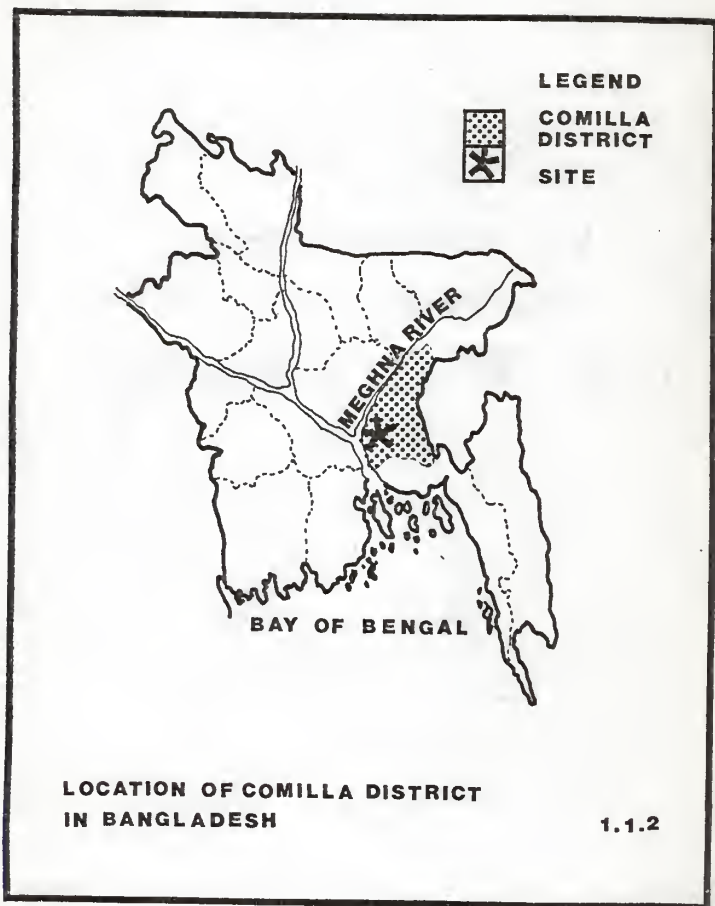 LEGEND
COMILLA
DISTRICT
SITE
MEGHNA RIVER
BAY OF BENGAL
LOCATION OF COMILLA DISTRICT
IN BANGLADESH
1.1.2